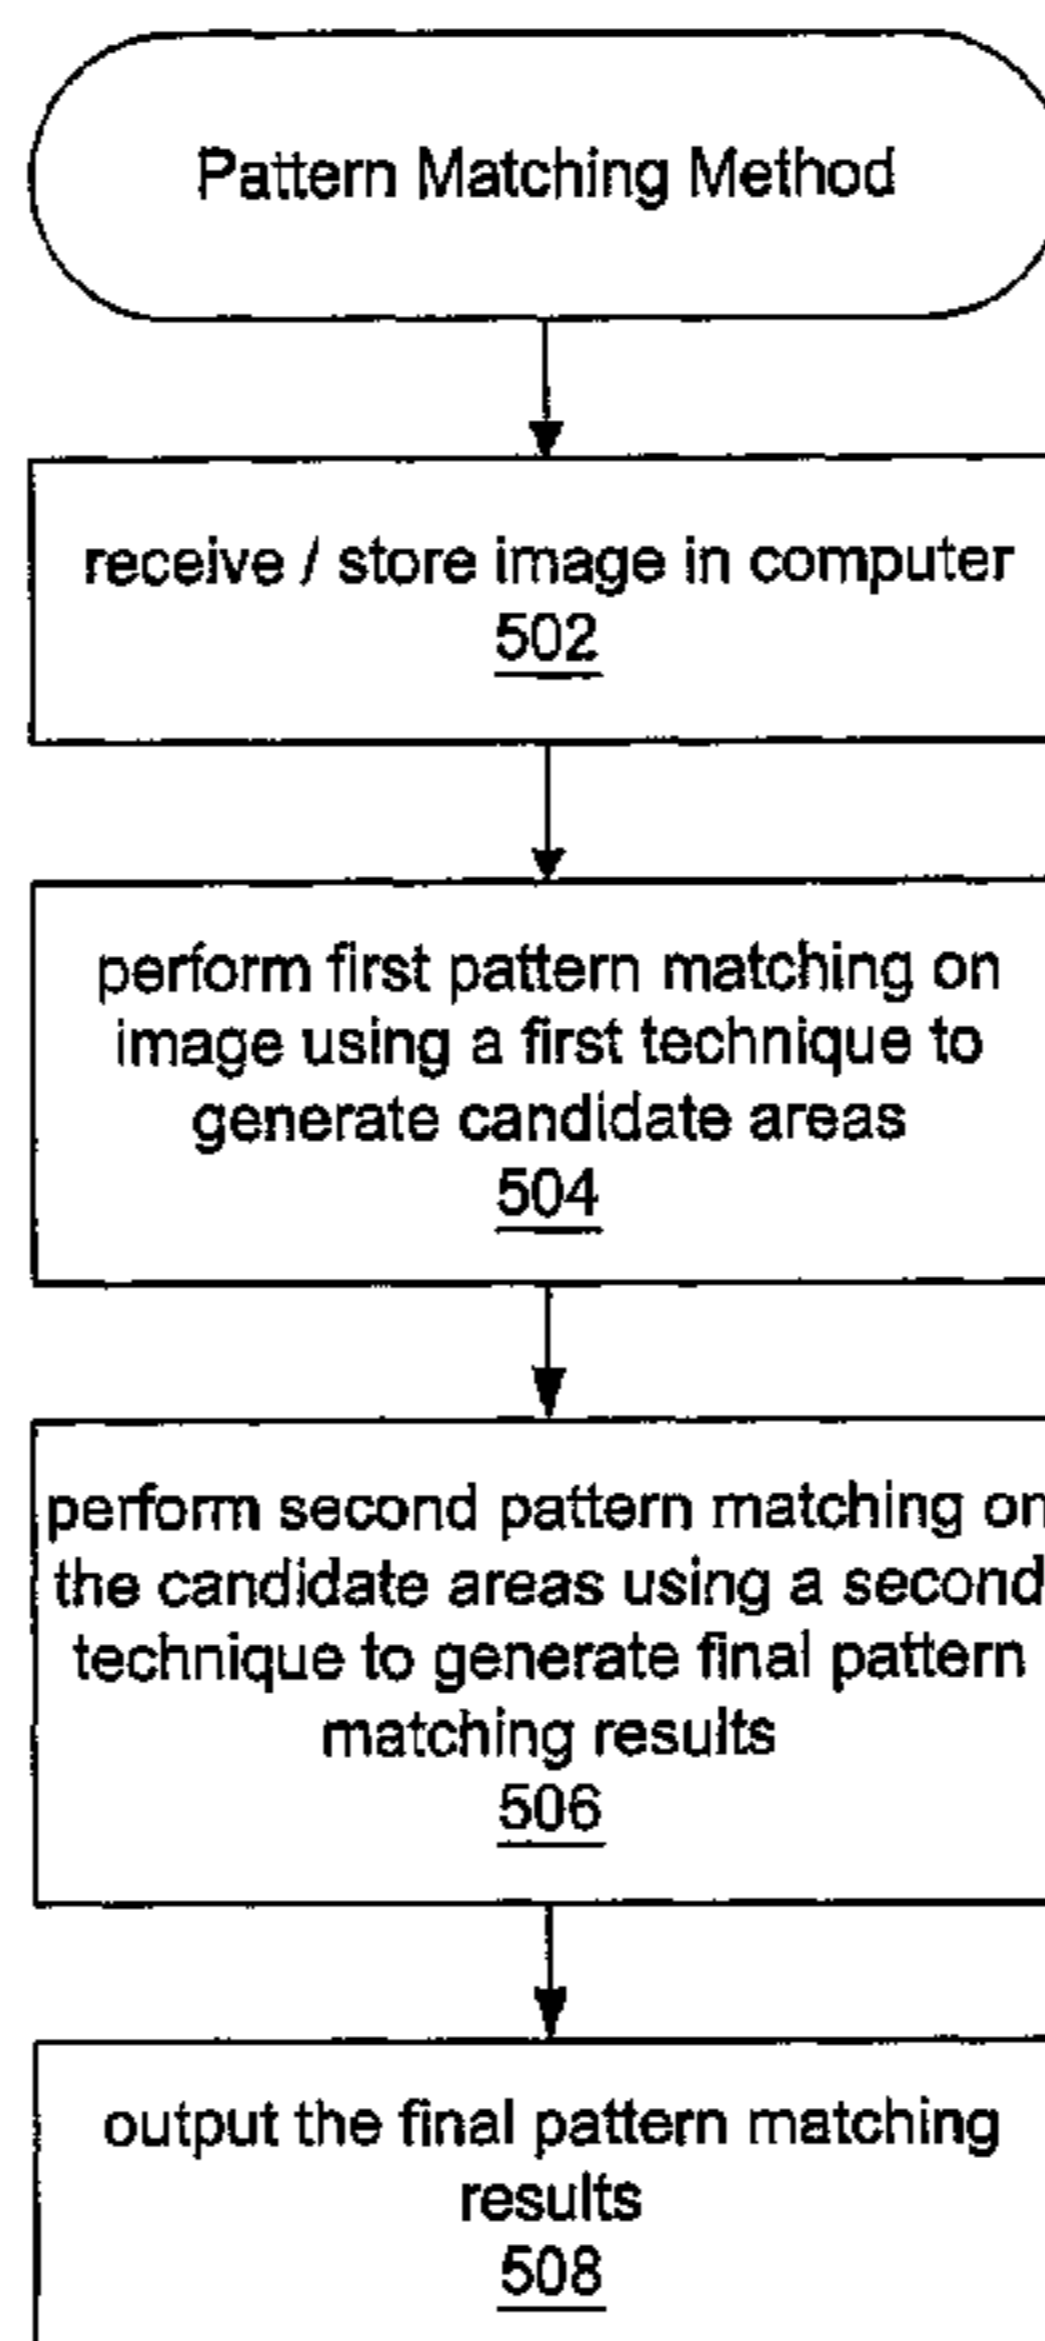 Pattern Matching Method
receive / store image in computer
502
perform first pattern matching on
image using a first technique to
generate candidate areas
504
perform second pattern matching on
the candidate areas using a second
technique to generate final pattern
matching results
506
output the final pattern matching
results
508